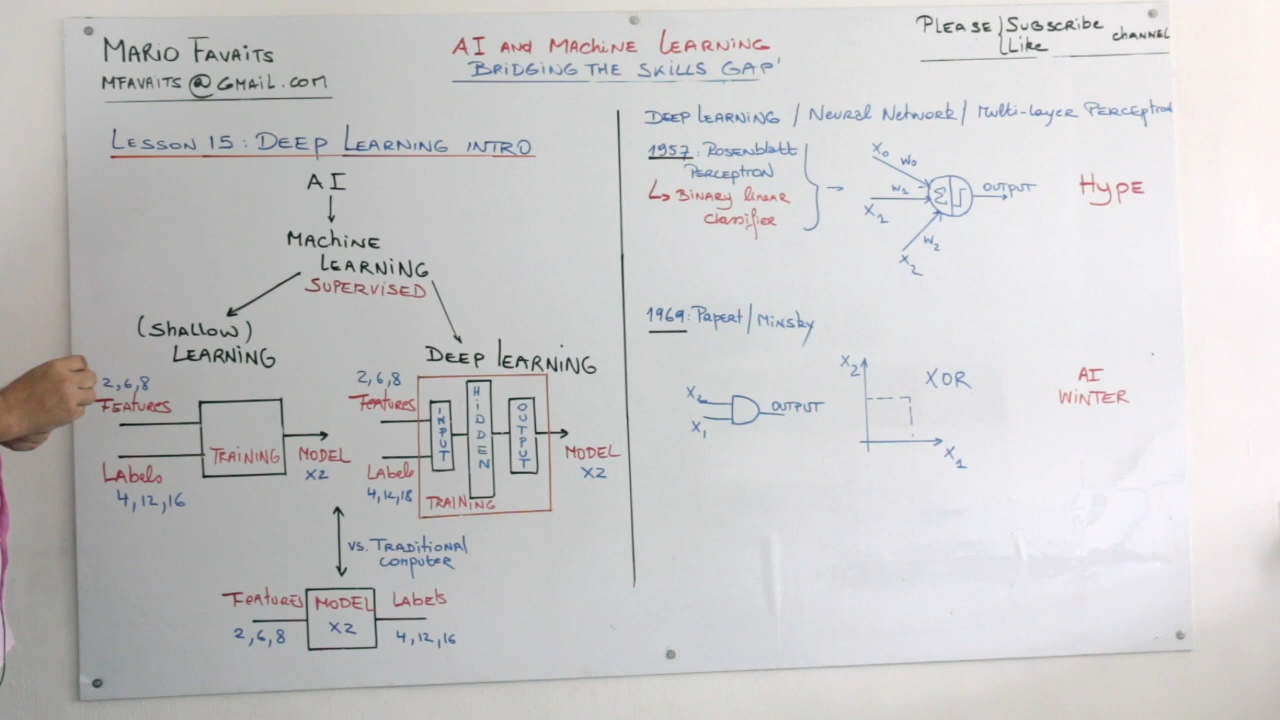 MARIO FAVAITS
MFAVAITS@GMAIL.COM
AI AND MACHINE LEARNING
'BRIDGING THE SKILLS GAP'
PLEASE SUBSCRIBE
LIKE
CHANNEL
LESSON 15: DEEP LEARNING INTRO
AI
MACHINE
LEARNING
SUPERVISED
(SHALLOW)
LEARNING
2,6,8
FEATURES
TRAINING
LABELS
4,12,16
MODEL
X2
DEEP LEARNING
2,6,8
FEATURES
INPUT
HIDDEN
OUTPUT
LABELS
4,12,18
TRAINING
MODEL
X2
VS. TRADITIONAL
COMPUTER
FEATURES
2,6,8
MODEL
X2
LABELS
4,12,16
DEEP LEARNING / NEURAL NETWORK / MULTI-LAYER PERCEPTRON
1957: ROSENBLATT
PERCEPTRON
↳ BINARY LINEAR
CLASSIFIER
X0
W0
X1
W1
X2
W2
Σ
OUTPUT
HYPE
1969: PAPERT/MINSKY
X2
X1
OUTPUT
X2
XOR
X1
AI
WINTER